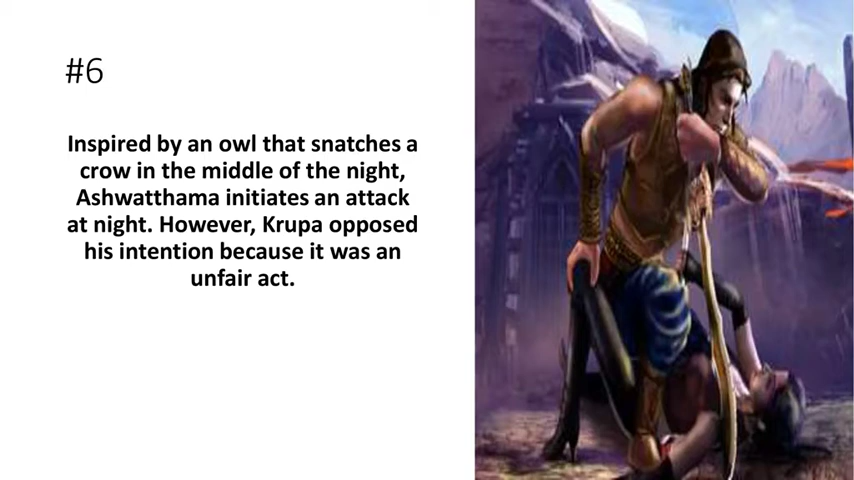 #6
Inspired by an owl that snatches a
crow in the middle of the night,
Ashwatthama initiates an attack
at night. However, Krupa opposed
his intention because it was an
unfair act.